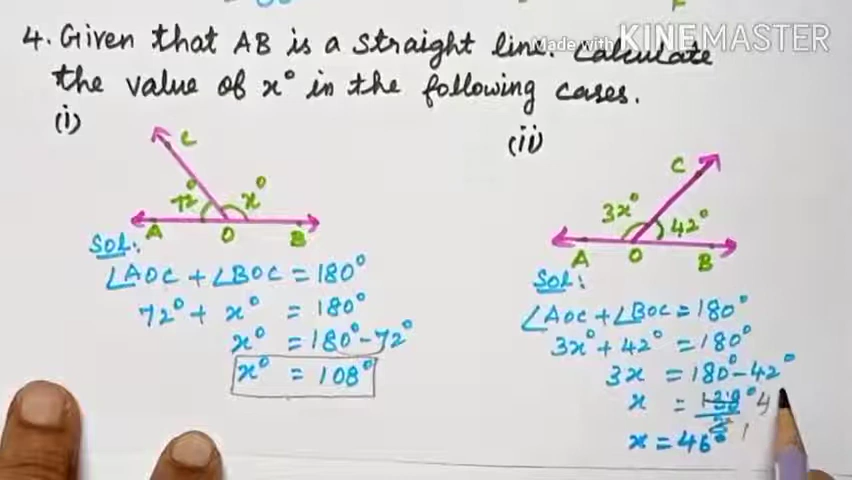 Made with KINEMASTER
4. Given that AB is a straight line. Calculate
the value of x° in the following cases.
(i)
C
72° x°
A O B
Sol:
∠AOC + ∠BOC = 180°
72° + x° = 180°
x° = 180° - 72°
x° = 108°
(ii)
C
3x° 42°
A O B
Sol:
∠AOC + ∠BOC = 180°
3x° + 42° = 180°
3x = 180° - 42°
x =
x = 46°